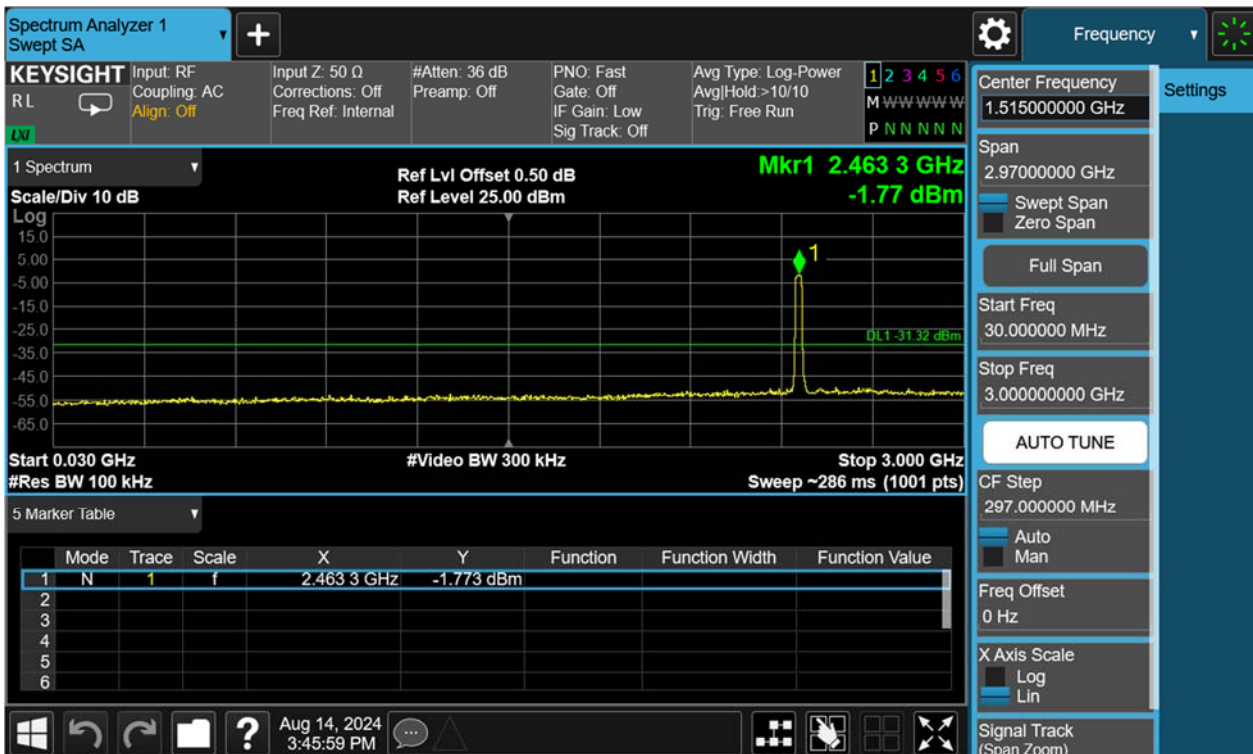 Spectrum Analyzer 1
Swept SA
+
Frequency
KEYSIGHT
R L
LXI
Input: RF
Coupling: AC
Align: Off
Input Z: 50 Ω
Corrections: Off
Freq Ref: Internal
#Atten: 36 dB
Preamp: Off
PNO: Fast
Gate: Off
IF Gain: Low
Sig Track: Off
Avg Type: Log-Power
Avg|Hold:>10/10
Trig: Free Run
1 2 3 4 5 6
M W W W W W
P N N N N N
1 Spectrum
Scale/Div 10 dB
Ref Lvl Offset 0.50 dB
Ref Level 25.00 dBm
Mkr1 2.463 3 GHz
-1.77 dBm
Log
15.0
5.00
-5.00
-15.0
-25.0
-35.0
-45.0
-55.0
-65.0
1
DL1 -31.32 dBm
Start 0.030 GHz
#Video BW 300 kHz
Stop 3.000 GHz
#Res BW 100 kHz
Sweep ~286 ms (1001 pts)
5 Marker Table
Mode Trace Scale X Y Function Function Width Function Value
1 N 1 f 2.463 3 GHz -1.773 dBm
2
3
4
5
6
?
Aug 14, 2024
3:45:59 PM
Center Frequency
1.515000000 GHz
Settings
Span
2.97000000 GHz
Swept Span
Zero Span
Full Span
Start Freq
30.000000 MHz
Stop Freq
3.000000000 GHz
AUTO TUNE
CF Step
297.000000 MHz
Auto
Man
Freq Offset
0 Hz
X Axis Scale
Log
Lin
Signal Track
(Span Zoom)